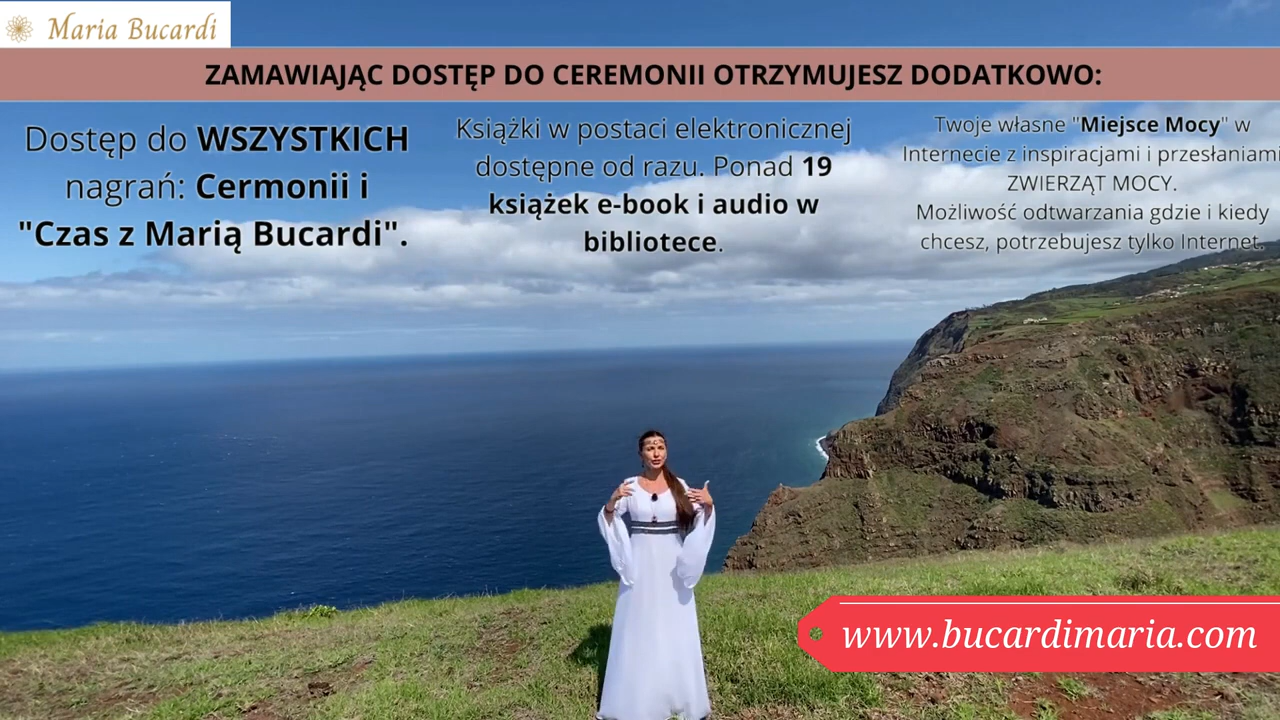 Maria Bucardi
ZAMAWIAJĄC DOSTĘP DO CEREMONII OTRZYMUJESZ DODATKOWO:
Dostęp do WSZYSTKICH
nagrań: Cermonii i
"Czas z Marią Bucardi".
Książki w postaci elektronicznej
dostępne od razu. Ponad 19
książek e-book i audio w
bibliotece.
Twoje własne "Miejsce Mocy" w
Internecie z inspiracjami i przesłaniami
ZWIERZĄT MOCY.
Możliwość odtwarzania gdzie i kiedy
chcesz, potrzebujesz tylko Internet.
www.bucardimaria.com